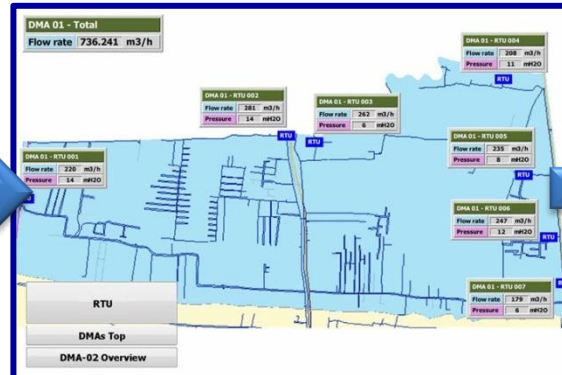 DMA 01 - Total
Flow rate 736.241 m3/h
DMA 01 - RTU 004
Flow rate 208 m3/h
Pressure 11 mH2O
RTU
DMA 01 - RTU 002
Flow rate 281 m3/h
Pressure 14 mH2O
RTU
DMA 01 - RTU 003
Flow rate 262 m3/h
Pressure 6 mH2O
RTU
DMA 01 - RTU 001
Flow rate 220 m3/h
Pressure 14 mH2O
DMA 01 - RTU 005
Flow rate 235 m3/h
Pressure 8 mH2O
RTU
DMA 01 - RTU 006
Flow rate 247 m3/h
Pressure 12 mH2O
RTU
DMA 01 - RTU 007
Flow rate 179 m3/h
Pressure 6 mH2O
RTU
DMAs Top
DMA-02 Overview